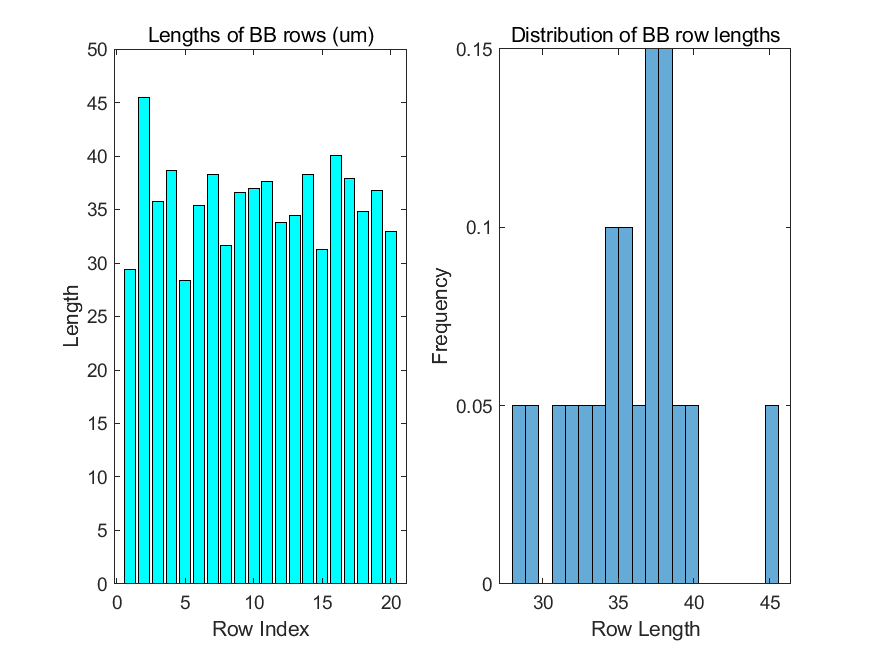 Lengths of BB rows (um)
50
45
40
35
30
25
20
15
10
5
0
Length
0 5 10 15 20
Row Index
Distribution of BB row lengths
0.15
0.1
0.05
0
Frequency
30 35 40 45
Row Length